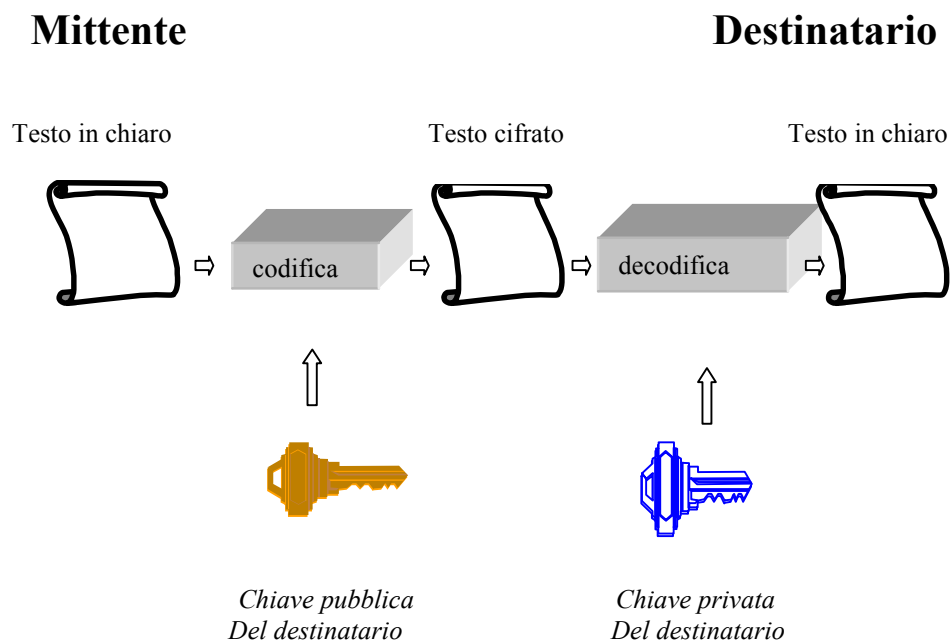 Mittente
Destinatario
Testo in chiaro
Testo cifrato
Testo in chiaro
codifica
decodifica
Chiave pubblica
Del destinatario
Chiave privata
Del destinatario